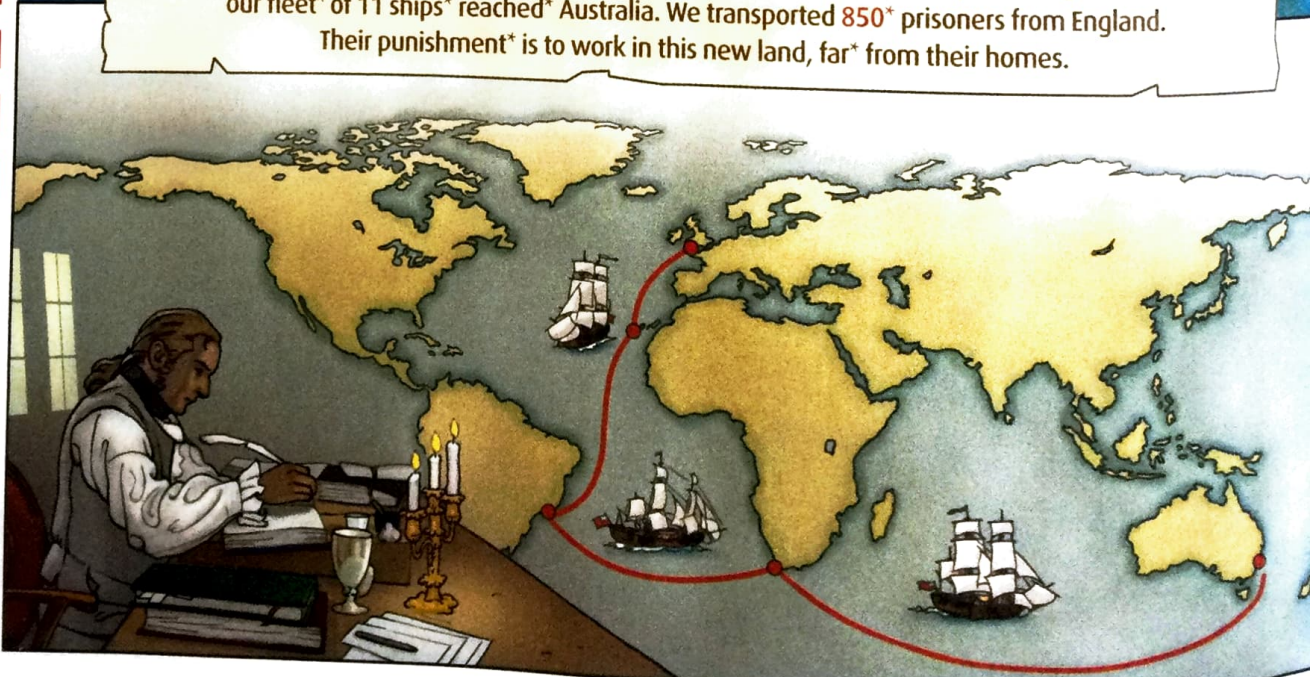 our fleet* of 11 ships* reached* Australia. We transported 850* prisoners from England.
Their punishment* is to work in this new land, far* from their homes.